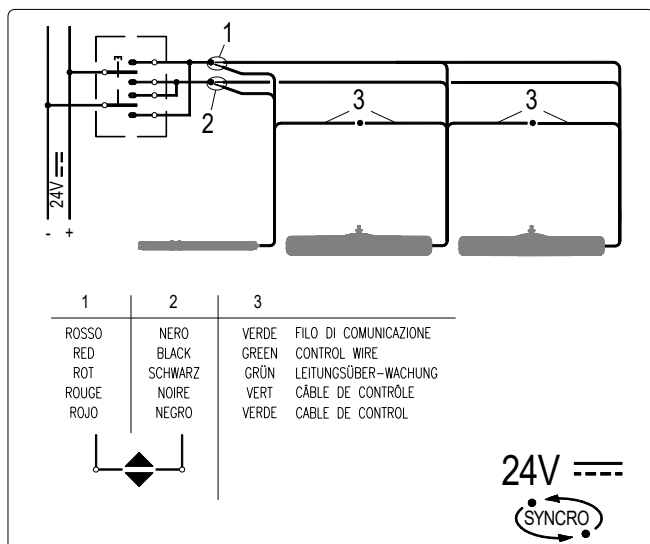 1
2
3 3
24V
- +
1 2 3
ROSSO NERO VERDE FILO DI COMUNICAZIONE
RED BLACK GREEN CONTROL WIRE
ROT SCHWARZ GRÜN LEITUNGSÜBER-WACHUNG
ROUGE NOIRE VERT CÂBLE DE CONTRÔLE
ROJO NEGRO VERDE CABLE DE CONTROL
24V
SYNCRO